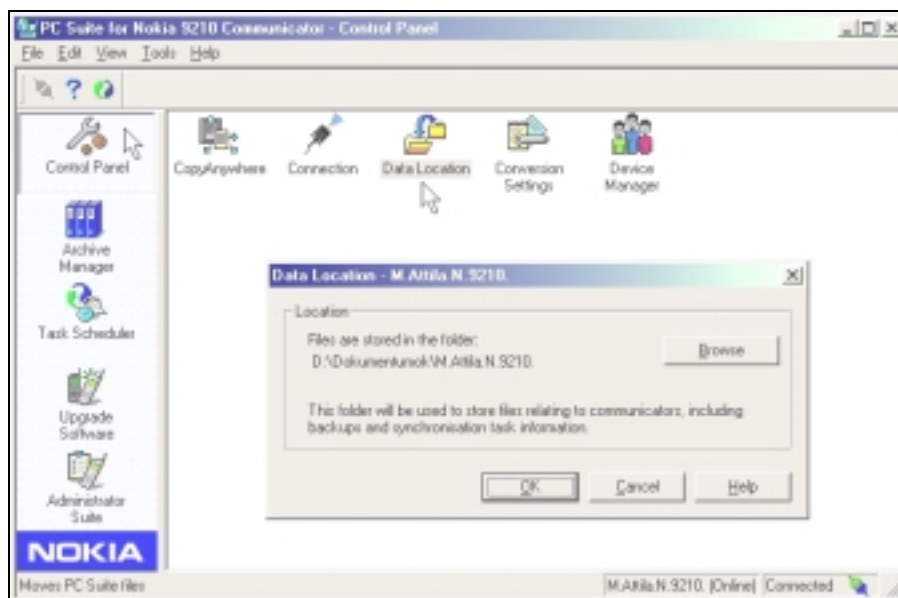 PC Suite for Nokia 9210 Communicator - Control Panel
File Edit View Tools Help
Control Panel
CopyAnywhere
Connection
Data Location
Conversion
Settings
Device
Manager
Archive
Manager
Task Scheduler
Upgrade
Software
Administrator
Suite
NOKIA
Data Location - M.Attila.N.9210.
Location
Files are stored in the folder:
D:\Dokumentumok\M.Attila.N.9210.
Browse
This folder will be used to store files relating to communicators, including
backups and synchronisation task information.
OK Cancel Help
Moves PC Suite files
M.Attila.N.9210. (Online) Connected